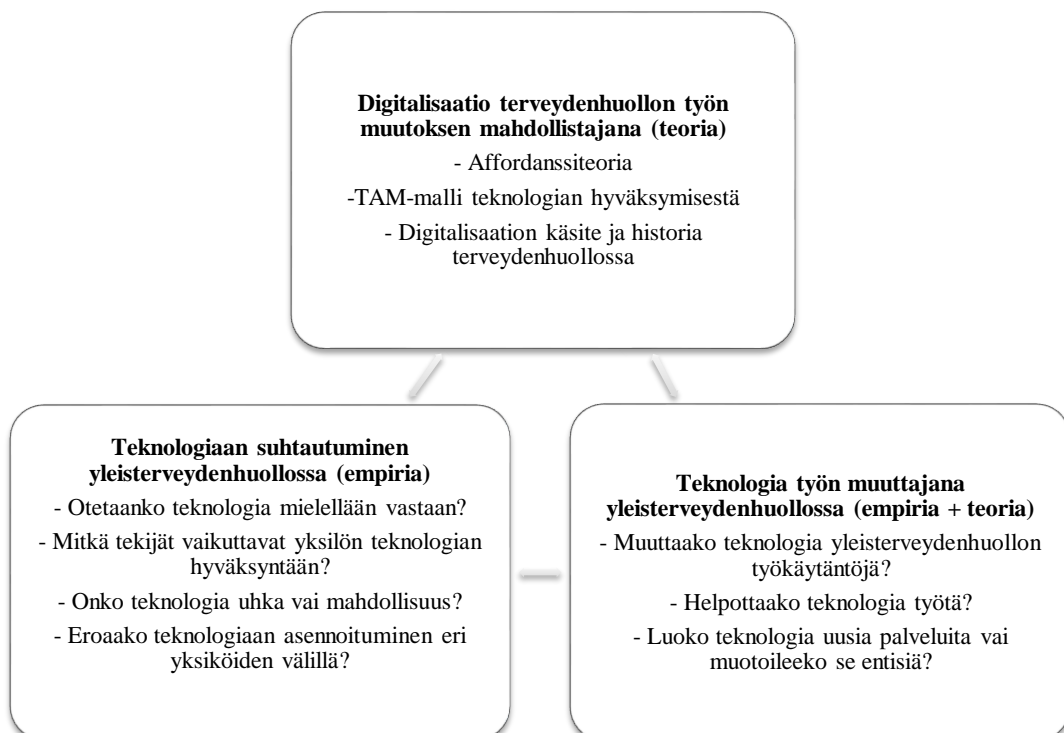 Digitalisaatio terveydenhuollon työn
muutoksen mahdollistajana (teoria)
- Affordanssiteoria
-TAM-malli teknologian hyväksymisestä
- Digitalisaation käsite ja historia
terveydenhuollossa
Teknologiaan suhtautuminen
yleisterveydenhuollossa (empiria)
- Otetaanko teknologia mielellään vastaan?
- Mitkä tekijät vaikuttavat yksilön teknologian
hyväksyntään?
- Onko teknologia uhka vai mahdollisuus?
- Eroaako teknologiaan asennoituminen eri
yksiköiden välillä?
Teknologia työn muuttajana
yleisterveydenhuollossa (empiria + teoria)
- Muuttaako teknologia yleisterveydenhuollon
työkäytäntöjä?
- Helpottaako teknologia työtä?
- Luoko teknologia uusia palveluita vai
muotoileeko se entisiä?